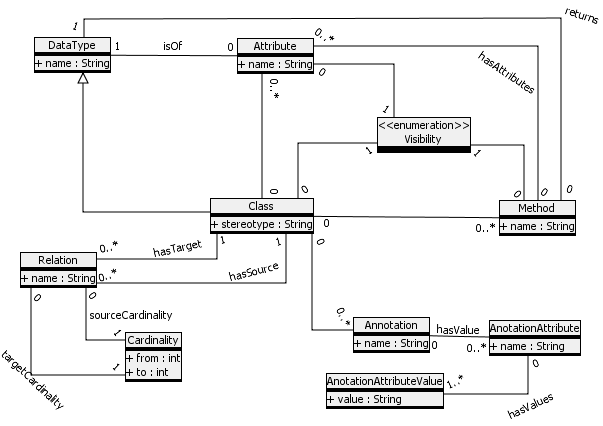 returns
1
0..*
DataType
+ name : String
1
isOf
0
Attribute
+ name : String
0
hasAttributes
0..*
1
<<enumeration>>
Visibility
1
1
0
0
0
0
0
Class
+ stereotype : String
0
0..*
Method
+ name : String
0..*
hasTarget
1
1
0
Relation
+ name : String
0..*
hasSource
0
0
sourceCardinality
1
Cardinality
+ from : int
+ to : int
1
targetCardinality
0..*
Annotation
+ name : String
hasValue
0
0..*
AnotationAttribute
+ name : String
0
AnotationAttributeValue
+ value : String
1..*
hasValues